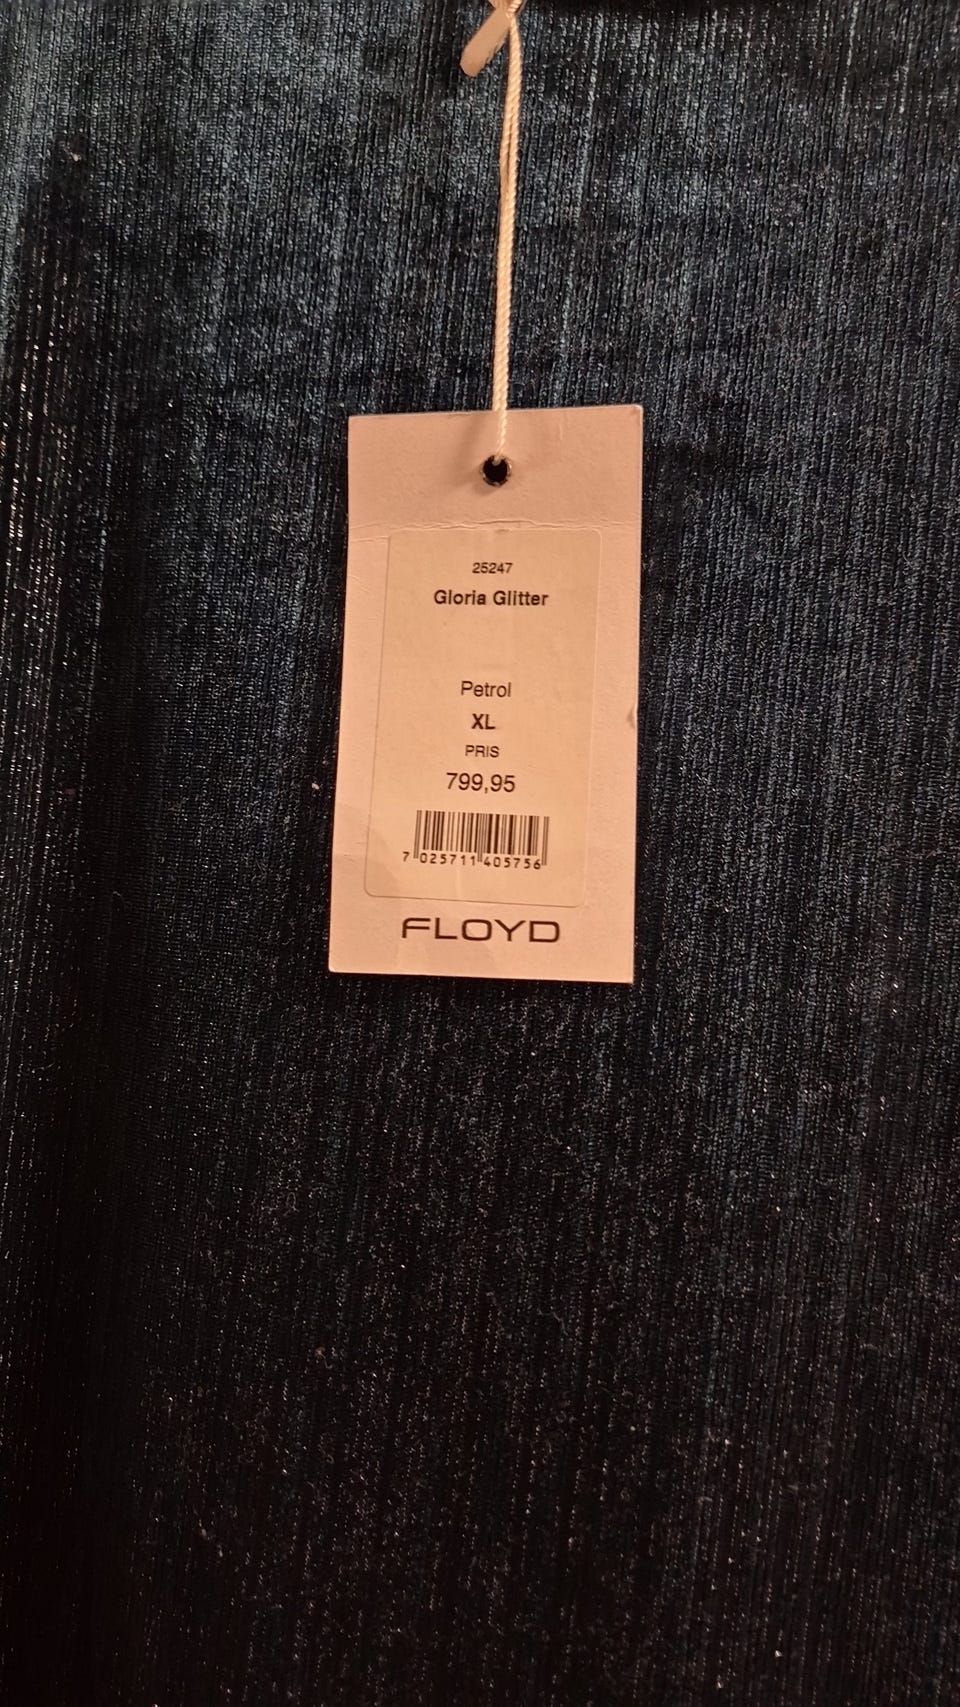 25247
Gloria Glitter
Petrol
XL
PRIS
799,95
7 025711 405756
FLOYD